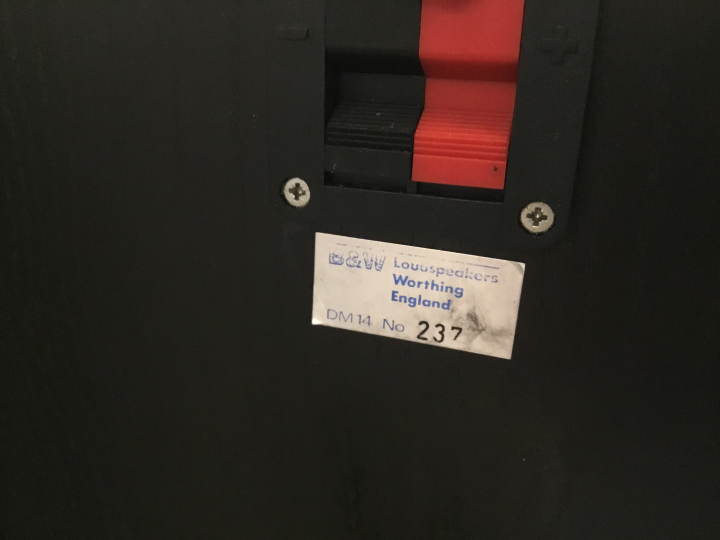 - +
B&W Loudspeakers
Worthing
England
DM14 No 237